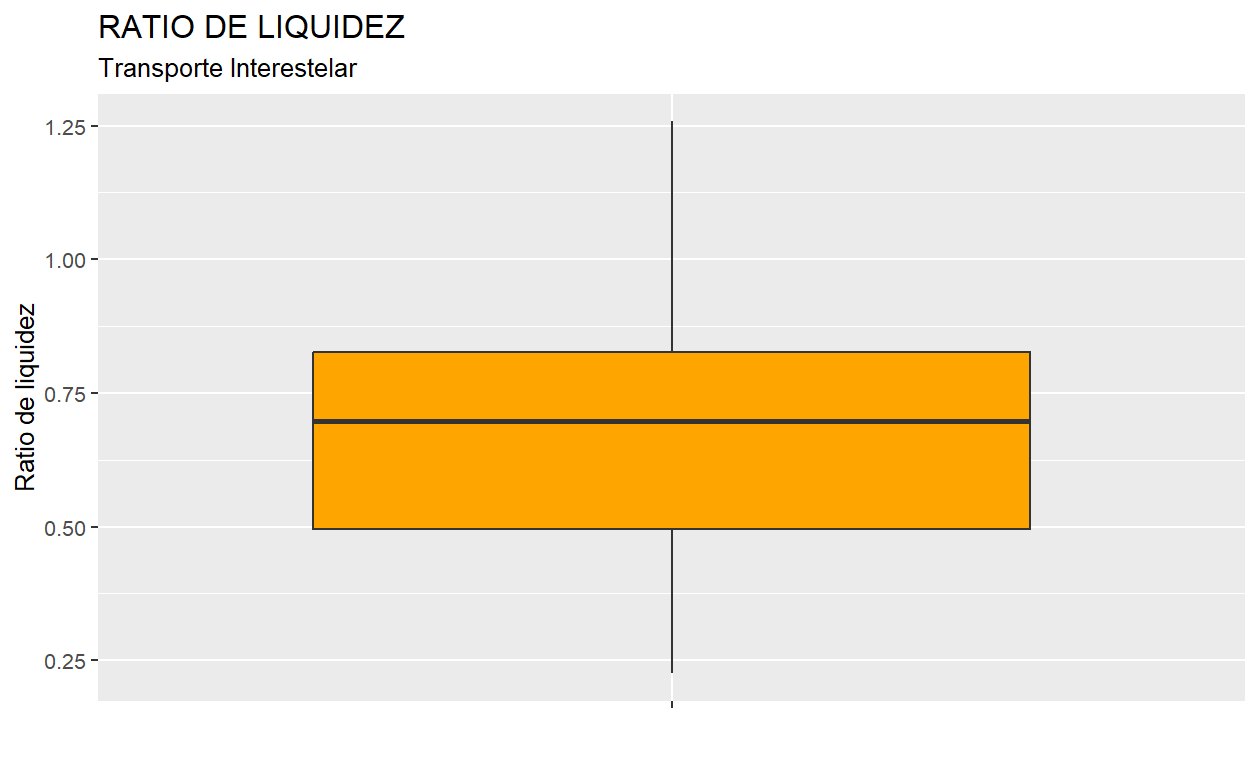 RATIO DE LIQUIDEZ
Transporte Interestelar
Ratio de liquidez
1.25
1.00
0.75
0.50
0.25